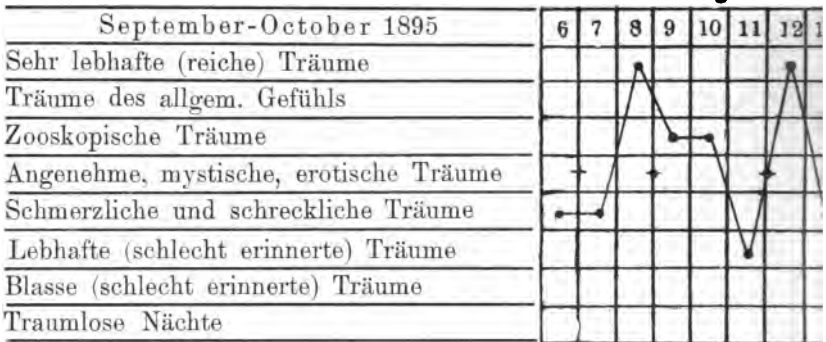 September-October 1895 6 7 8 9 10 11 12 1
Sehr lebhafte (reiche) Träume
Träume des allgem. Gefühls
Zooskopische Träume
Angenehme, mystische, erotische Träume
Schmerzliche und schreckliche Träume
Lebhafte (schlecht erinnerte) Träume
Blasse (schlecht erinnerte) Träume
Traumlose Nächte